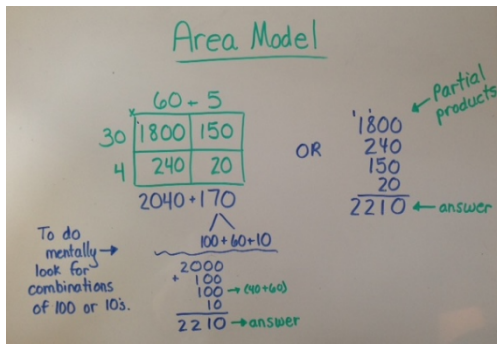 Area Model
x 60 + 5
30 1800 150
4 240 20
2040 + 170
100 + 60 + 10
To do
mentally →
look for
combinations
of 100 or 10's.
2000
+ 100
100 → (40+60)
10
2210 → answer
OR
Partial
products
1 1
1800
240
150
20
2210 ← answer